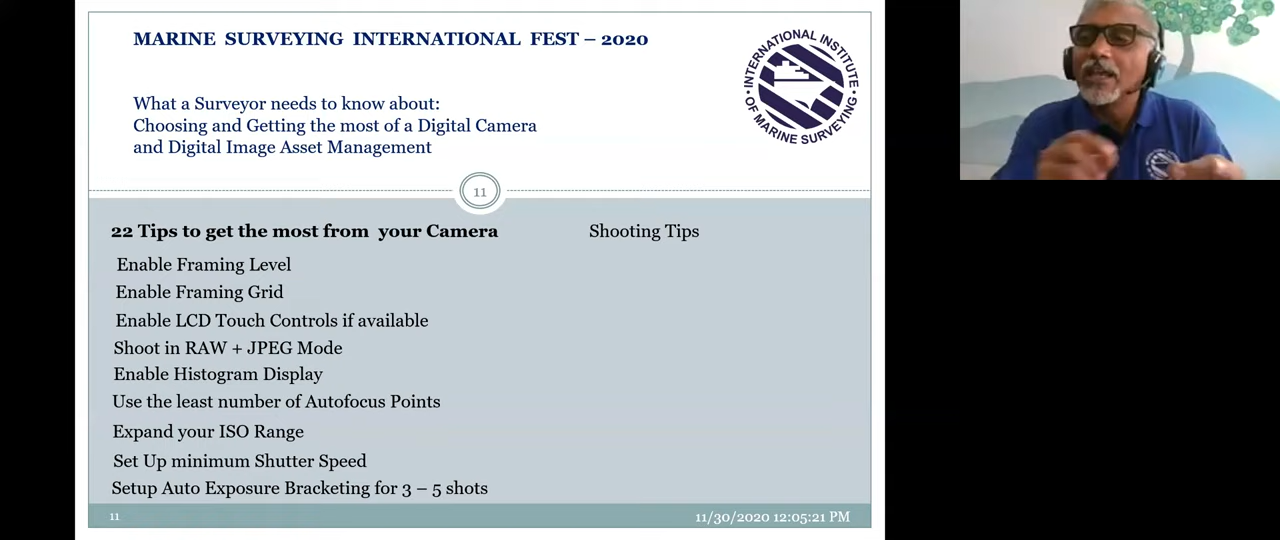 MARINE SURVEYING INTERNATIONAL FEST – 2020
INTERNATIONAL INSTITUTE
• OF MARINE SURVEYING •
What a Surveyor needs to know about:
Choosing and Getting the most of a Digital Camera
and Digital Image Asset Management
11
22 Tips to get the most from your Camera
Shooting Tips
Enable Framing Level
Enable Framing Grid
Enable LCD Touch Controls if available
Shoot in RAW + JPEG Mode
Enable Histogram Display
Use the least number of Autofocus Points
Expand your ISO Range
Set Up minimum Shutter Speed
Setup Auto Exposure Bracketing for 3 – 5 shots
11
11/30/2020 12:05:21 PM